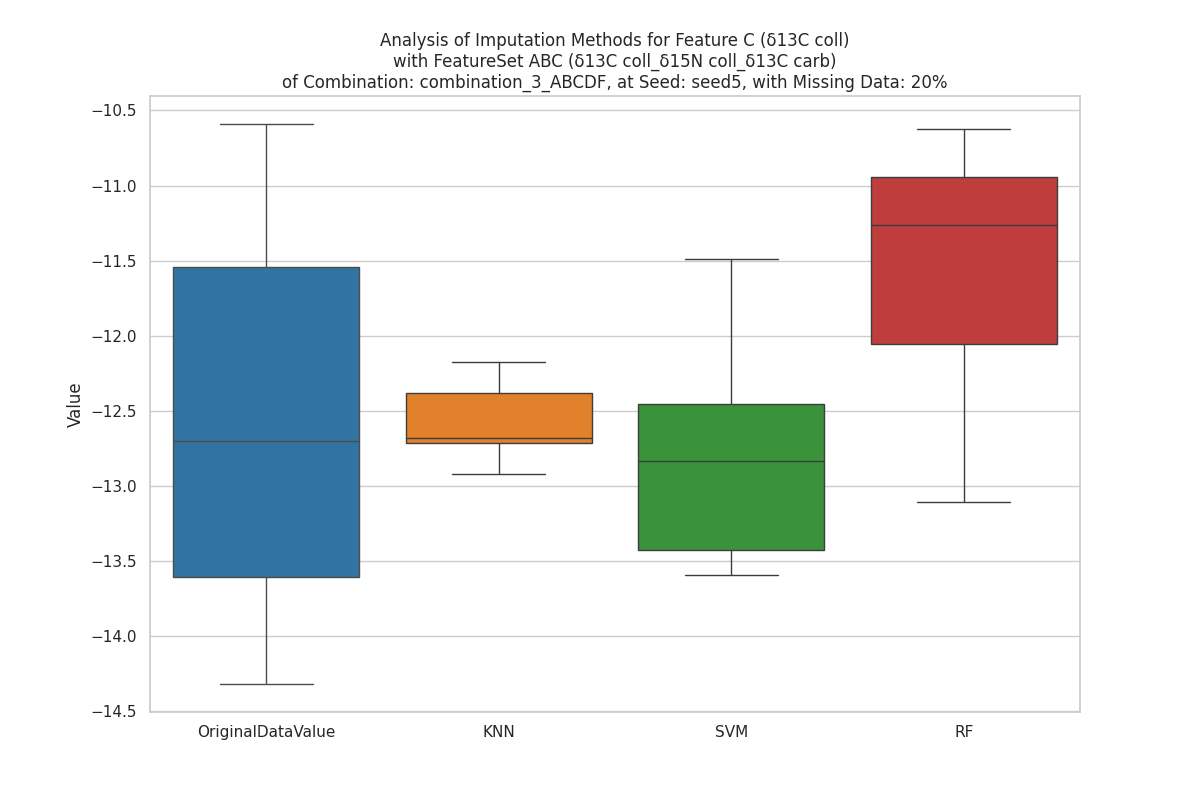 Analysis of Imputation Methods for Feature C (δ13C coll)
with FeatureSet ABC (δ13C coll_δ15N coll_δ13C carb)
of Combination: combination_3_ABCDF, at Seed: seed5, with Missing Data: 20%
−10.5
−11.0
−11.5
−12.0
−12.5
−13.0
−13.5
−14.0
−14.5
Value
OriginalDataValue
KNN
SVM
RF